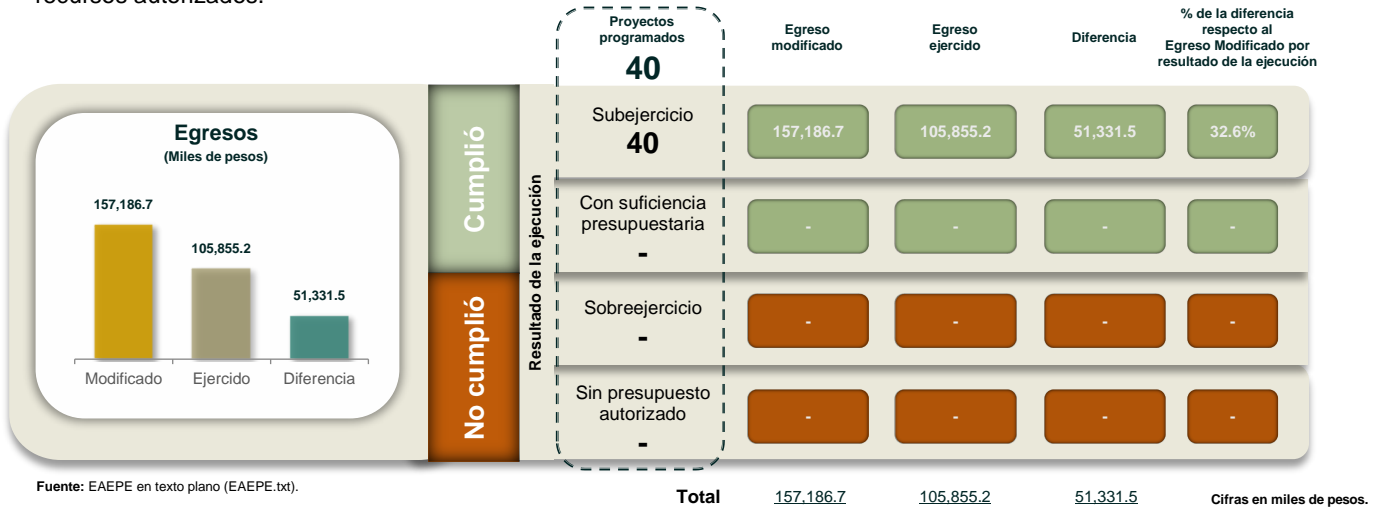 recursos autorizados.
Proyectos
programados
40
Egreso
modificado
Egreso
ejercido
Diferencia
% de la diferencia
respecto al
Egreso Modificado por
resultado de la ejecución
Egresos
(Miles de pesos)
157,186.7
105,855.2
51,331.5
Modificado
Ejercido
Diferencia
Cumplió
No cumplió
Resultado de la ejecución
Subejercicio
40
157,186.7
105,855.2
51,331.5
32.6%
Con suficiencia
presupuestaria
-
-
-
-
-
Sobreejercicio
-
-
-
-
-
Sin presupuesto
autorizado
-
-
-
-
-
Fuente: EAEPE en texto plano (EAEPE.txt).
Total 157,186.7 105,855.2 51,331.5
Cifras en miles de pesos.